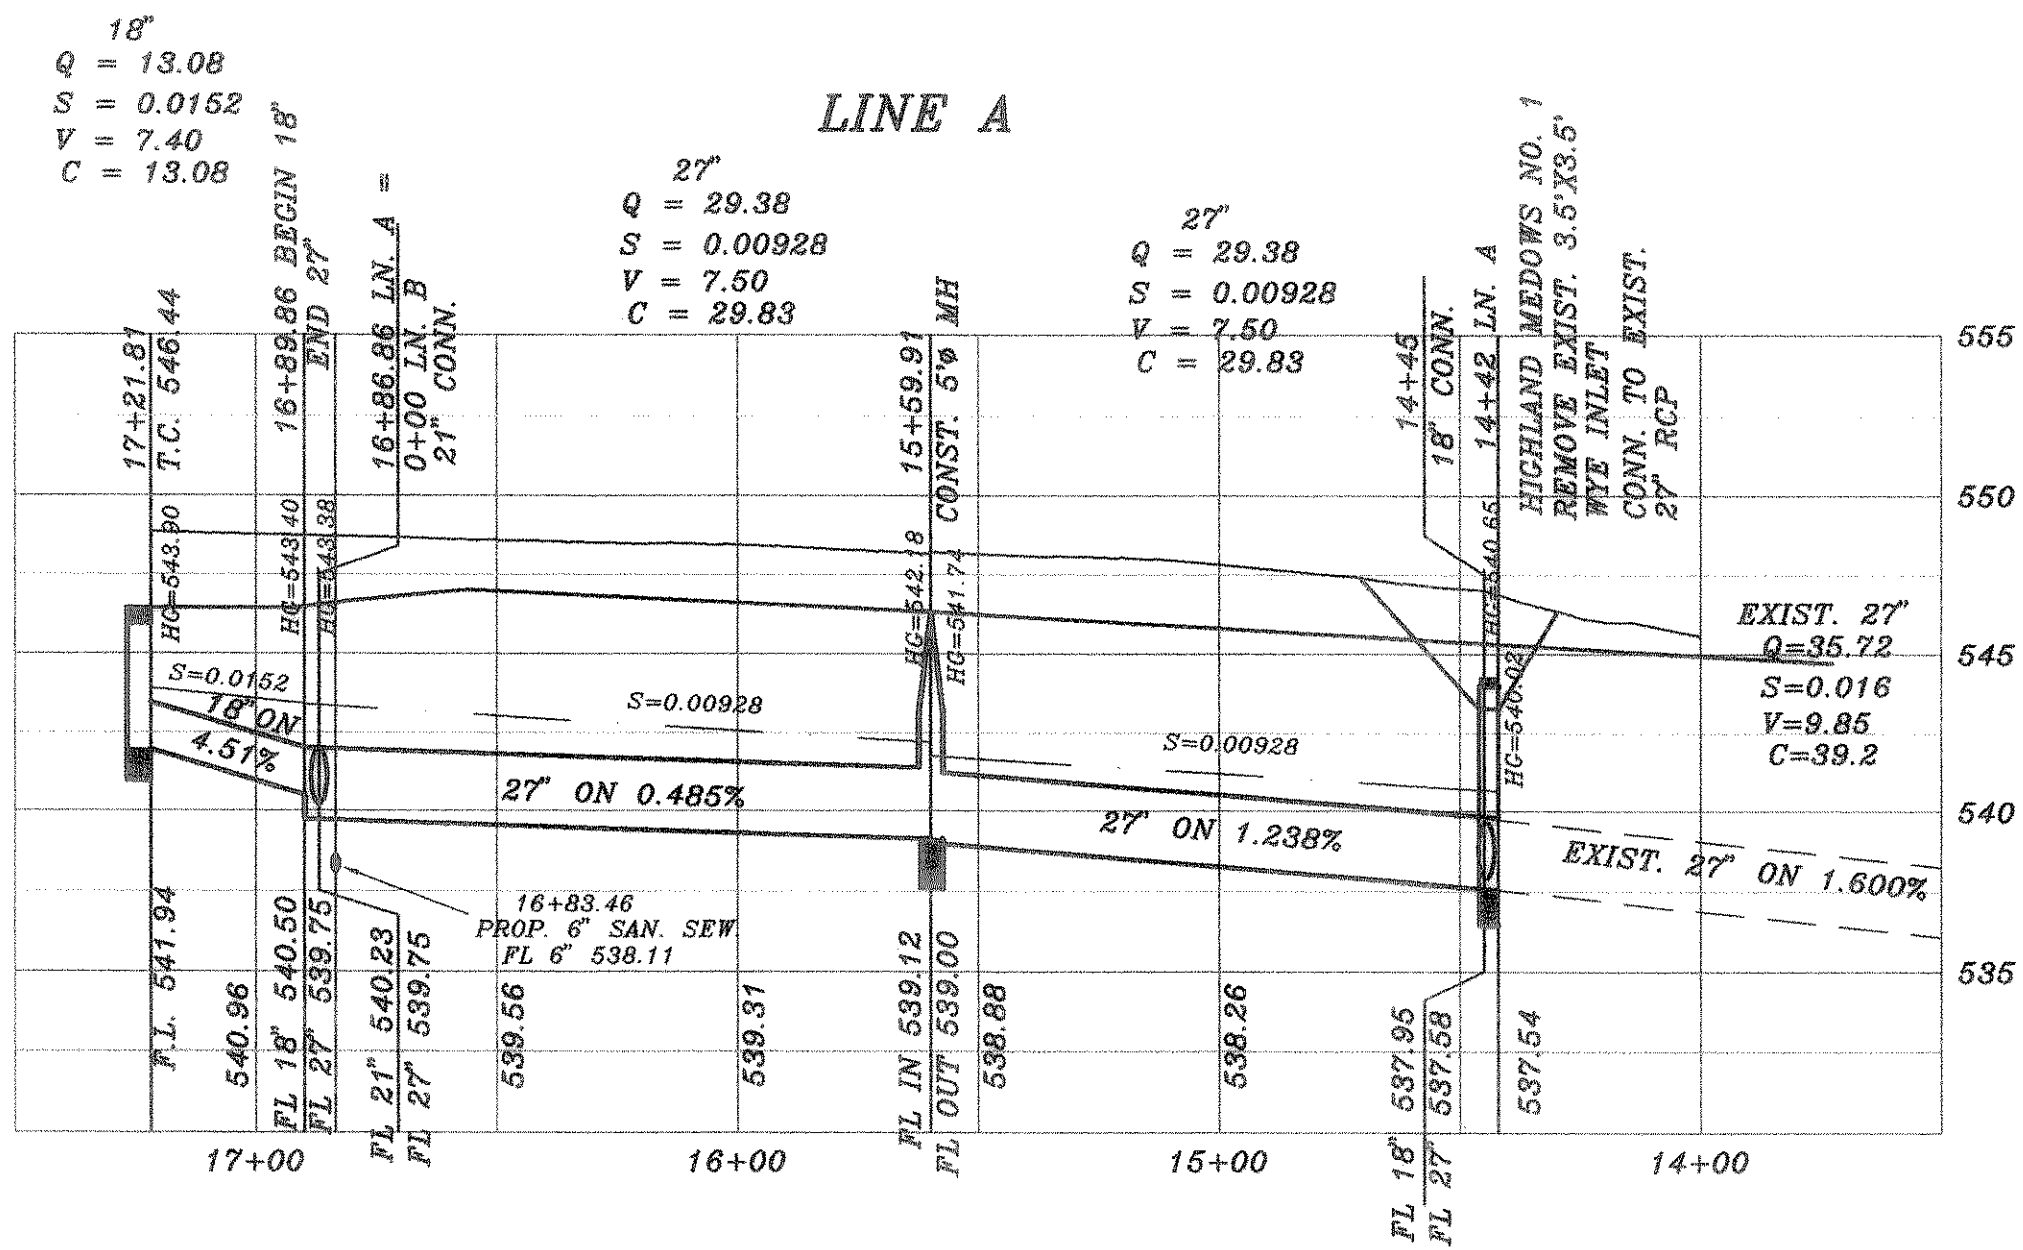 18"
Q = 13.08
S = 0.0152
V = 7.40
C = 13.08
LINE A
27"
Q = 29.38
S = 0.00928
V = 7.50
C = 29.83
27"
Q = 29.38
S = 0.00928
V = 7.50
C = 29.83
17+21.81
T.C. 546.44
16+89.86 BEGIN 18"
END 27"
16+86.86 LN. A =
0+00 LN. B
21" CONN.
15+59.91
CONST. 5'ø MH
14+45
18" CONN.
14+42 LN. A
HIGHLAND MEDOWS NO. 1
REMOVE EXIST. 3.5'X3.5'
WYE INLET
CONN. TO EXIST.
27" RCP
555
550
545
540
535
HG=543.90
HG=543.40
HG=543.38
HG=542.18
HG=541.74
HG=540.65
HG=540.02
EXIST. 27"
Q=35.72
S=0.016
V=9.85
C=39.2
S=0.0152
18" ON
4.51%
S=0.00928
27" ON 0.485%
S=0.00928
27" ON 1.238%
EXIST. 27" ON 1.600%
16+83.46
PROP. 6" SAN. SEW.
FL 6" 538.11
F.L. 541.94
540.96
FL 18" 540.50
FL 27" 539.75
FL 21" 540.23
FL 27" 539.75
539.56
539.31
FL IN 539.12
FL OUT 539.00
538.88
538.26
FL 18" 537.95
FL 27" 537.58
537.54
17+00
16+00
15+00
14+00